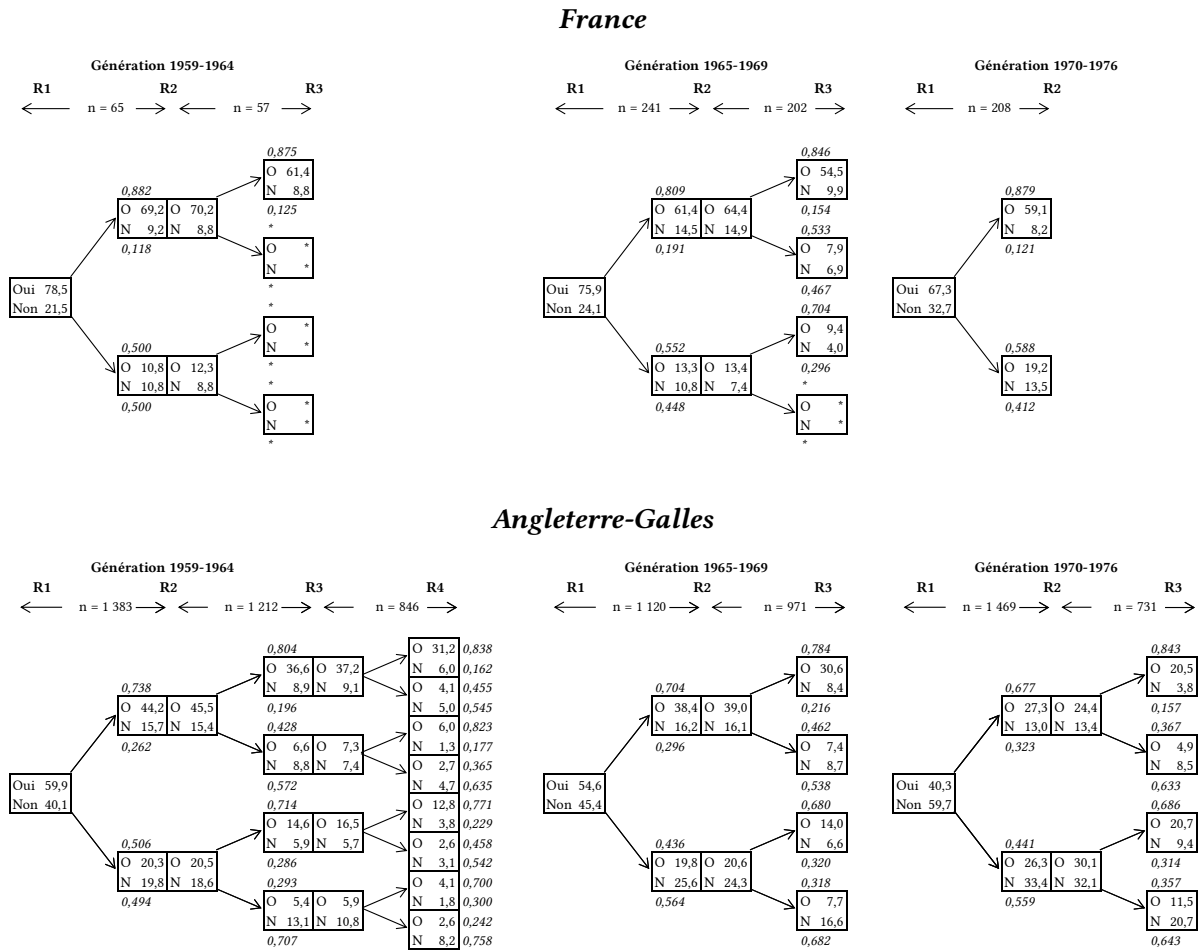 France
Génération 1959-1964
R1 R2 R3
n = 65 n = 57
0,875
O 61,4
N 8,8
0,125
0,882
O 69,2 O 70,2
N 9,2 N 8,8
0,118
*
O *
N *
*
Oui 78,5
Non 21,5
*
O *
N *
*
0,500
O 10,8 O 12,3
N 10,8 N 8,8
0,500
*
O *
N *
*
Génération 1965-1969
R1 R2 R3
n = 241 n = 202
0,846
O 54,5
N 9,9
0,154
0,809
O 61,4 O 64,4
N 14,5 N 14,9
0,191
0,533
O 7,9
N 6,9
0,467
Oui 75,9
Non 24,1
0,704
O 9,4
N 4,0
0,296
0,552
O 13,3 O 13,4
N 10,8 N 7,4
0,448
*
O *
N *
*
Génération 1970-1976
R1 R2
n = 208
0,879
O 59,1
N 8,2
0,121
Oui 67,3
Non 32,7
0,588
O 19,2
N 13,5
0,412
Angleterre-Galles
Génération 1959-1964
R1 R2 R3 R4
n = 1 383 n = 1 212 n = 846
O 31,2 0,838
N 6,0 0,162
O 4,1 0,455
N 5,0 0,545
0,804
O 36,6 O 37,2
N 8,9 N 9,1
0,196
0,738
O 44,2 O 45,5
N 15,7 N 15,4
0,262
O 6,0 0,823
N 1,3 0,177
O 2,7 0,365
N 4,7 0,635
0,428
O 6,6 O 7,3
N 8,8 N 7,4
0,572
Oui 59,9
Non 40,1
O 12,8 0,771
N 3,8 0,229
O 2,6 0,458
N 3,1 0,542
0,714
O 14,6 O 16,5
N 5,9 N 5,7
0,286
0,506
O 20,3 O 20,5
N 19,8 N 18,6
0,494
O 4,1 0,700
N 1,8 0,300
O 2,6 0,242
N 8,2 0,758
0,293
O 5,4 O 5,9
N 13,1 N 10,8
0,707
Génération 1965-1969
R1 R2 R3
n = 1 120 n = 971
0,784
O 30,6
N 8,4
0,216
0,704
O 38,4 O 39,0
N 16,2 N 16,1
0,296
0,462
O 7,4
N 8,7
0,538
Oui 54,6
Non 45,4
0,680
O 14,0
N 6,6
0,320
0,436
O 19,8 O 20,6
N 25,6 N 24,3
0,564
0,318
O 7,7
N 16,6
0,682
Génération 1970-1976
R1 R2 R3
n = 1 469 n = 731
0,843
O 20,5
N 3,8
0,157
0,677
O 27,3 O 24,4
N 13,0 N 13,4
0,323
0,367
O 4,9
N 8,5
0,633
Oui 40,3
Non 59,7
0,686
O 20,7
N 9,4
0,314
0,441
O 26,3 O 30,1
N 33,4 N 32,1
0,559
0,357
O 11,5
N 20,7
0,643